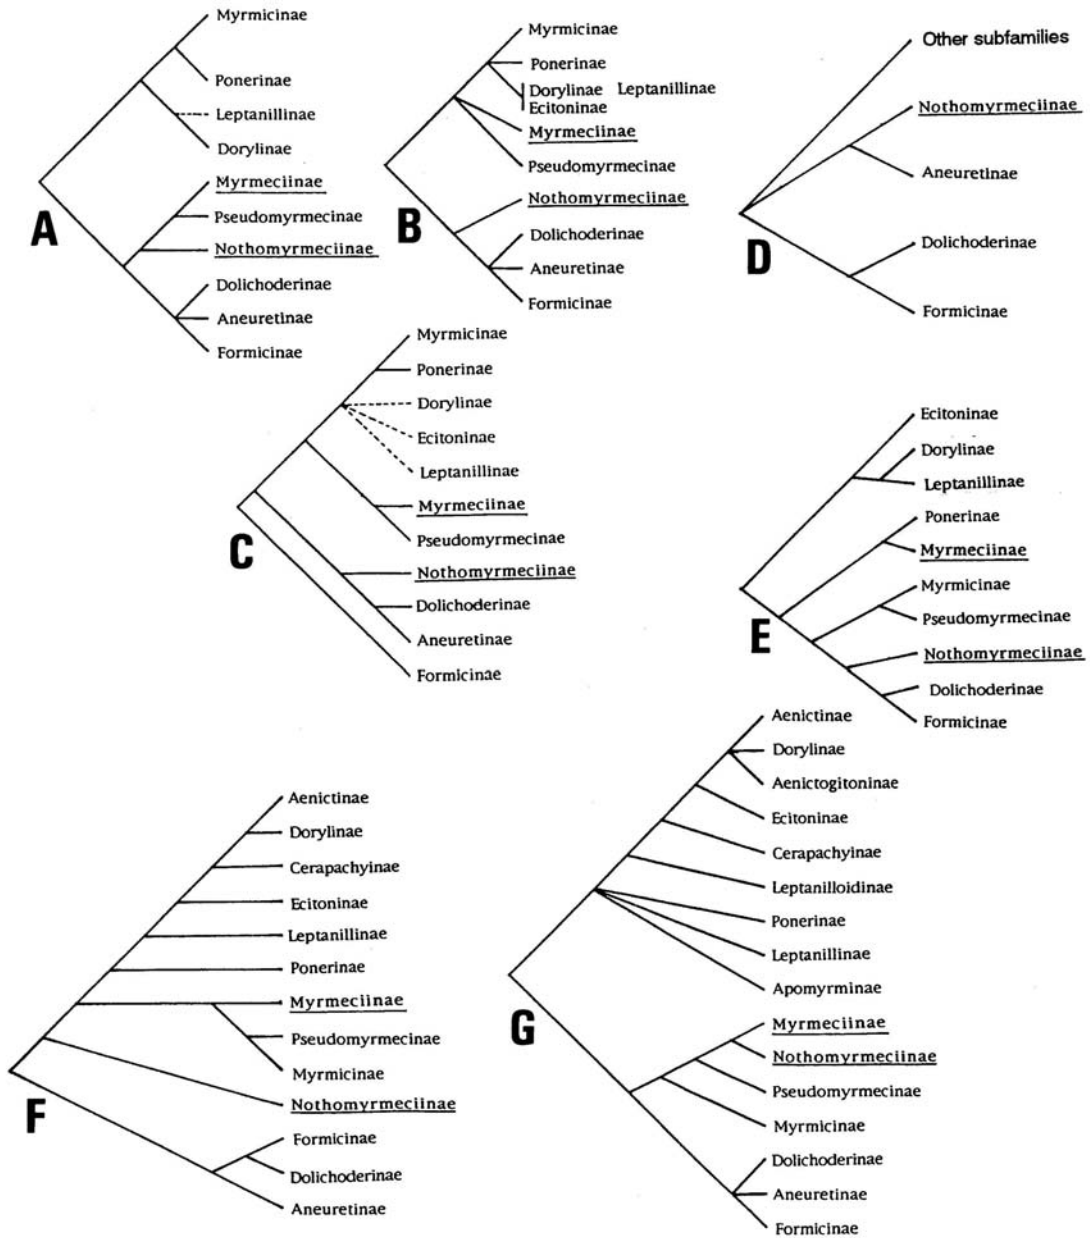 Myrmicinae
Ponerinae
Leptanillinae
Dorylinae
Myrmeciinae
Pseudomyrmecinae
Nothomyrmeciinae
Dolichoderinae
Aneuretinae
Formicinae
A
Myrmicinae
Ponerinae
Dorylinae Leptanillinae
Ecitoninae
Myrmeciinae
Pseudomyrmecinae
Nothomyrmeciinae
Dolichoderinae
Aneuretinae
Formicinae
B
Other subfamilies
Nothomyrmeciinae
Aneuretinae
Dolichoderinae
Formicinae
D
Myrmicinae
Ponerinae
Dorylinae
Ecitoninae
Leptanillinae
Myrmeciinae
Pseudomyrmecinae
Nothomyrmeciinae
Dolichoderinae
Aneuretinae
Formicinae
C
Ecitoninae
Dorylinae
Leptanillinae
Ponerinae
Myrmeciinae
Myrmicinae
Pseudomyrmecinae
Nothomyrmeciinae
Dolichoderinae
Formicinae
E
Aenictinae
Dorylinae
Cerapachyinae
Ecitoninae
Leptanillinae
Ponerinae
Myrmeciinae
Pseudomyrmecinae
Myrmicinae
Nothomyrmeciinae
Formicinae
Dolichoderinae
Aneuretinae
F
Aenictinae
Dorylinae
Aenictogitoninae
Ecitoninae
Cerapachyinae
Leptanilloidinae
Ponerinae
Leptanillinae
Apomyrminae
Myrmeciinae
Nothomyrmeciinae
Pseudomyrmecinae
Myrmicinae
Dolichoderinae
Aneuretinae
Formicinae
G